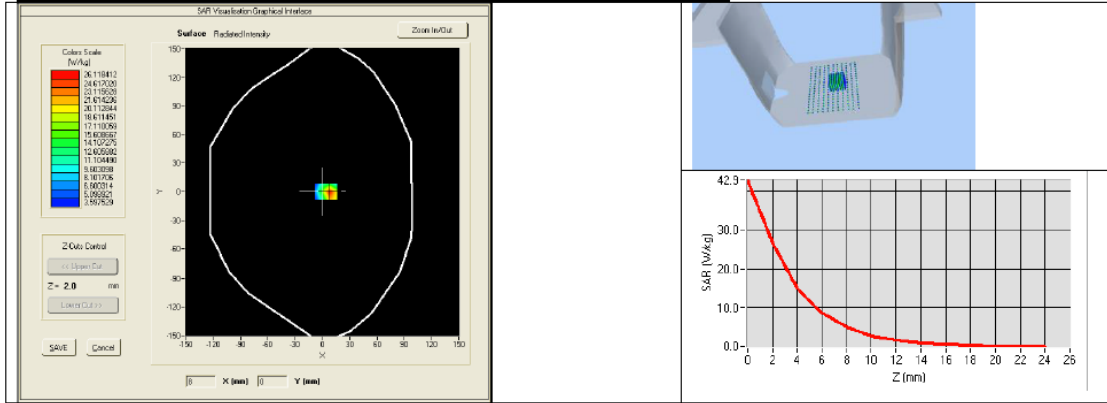 SAR Visualisation Graphical Interface
Surface Radiated Intensity
Zoom In/Out
Colors Scale
(W/kg)
26.118412
24.617020
23.115628
21.614236
20.112844
18.611451
17.110059
15.608667
14.107275
12.605882
11.104490
9.603098
8.101706
6.600314
5.098921
3.597529
Z-Cuts Control
<< Upper Cut
Z = 2.0 mm
Lower Cut >>
SAVE Cancel
150-
120-
90-
60-
30-
0-
-30-
-60-
-90-
-120-
-150-
Y
-150 -120 -90 -60 -30 0 30 60 90 120 150
X
8 X (mm) 0 Y (mm)
42.9-
30.0-
20.0-
10.0-
0.0-
SAR (W/kg)
0 2 4 6 8 10 12 14 16 18 20 22 24 26
Z (mm)